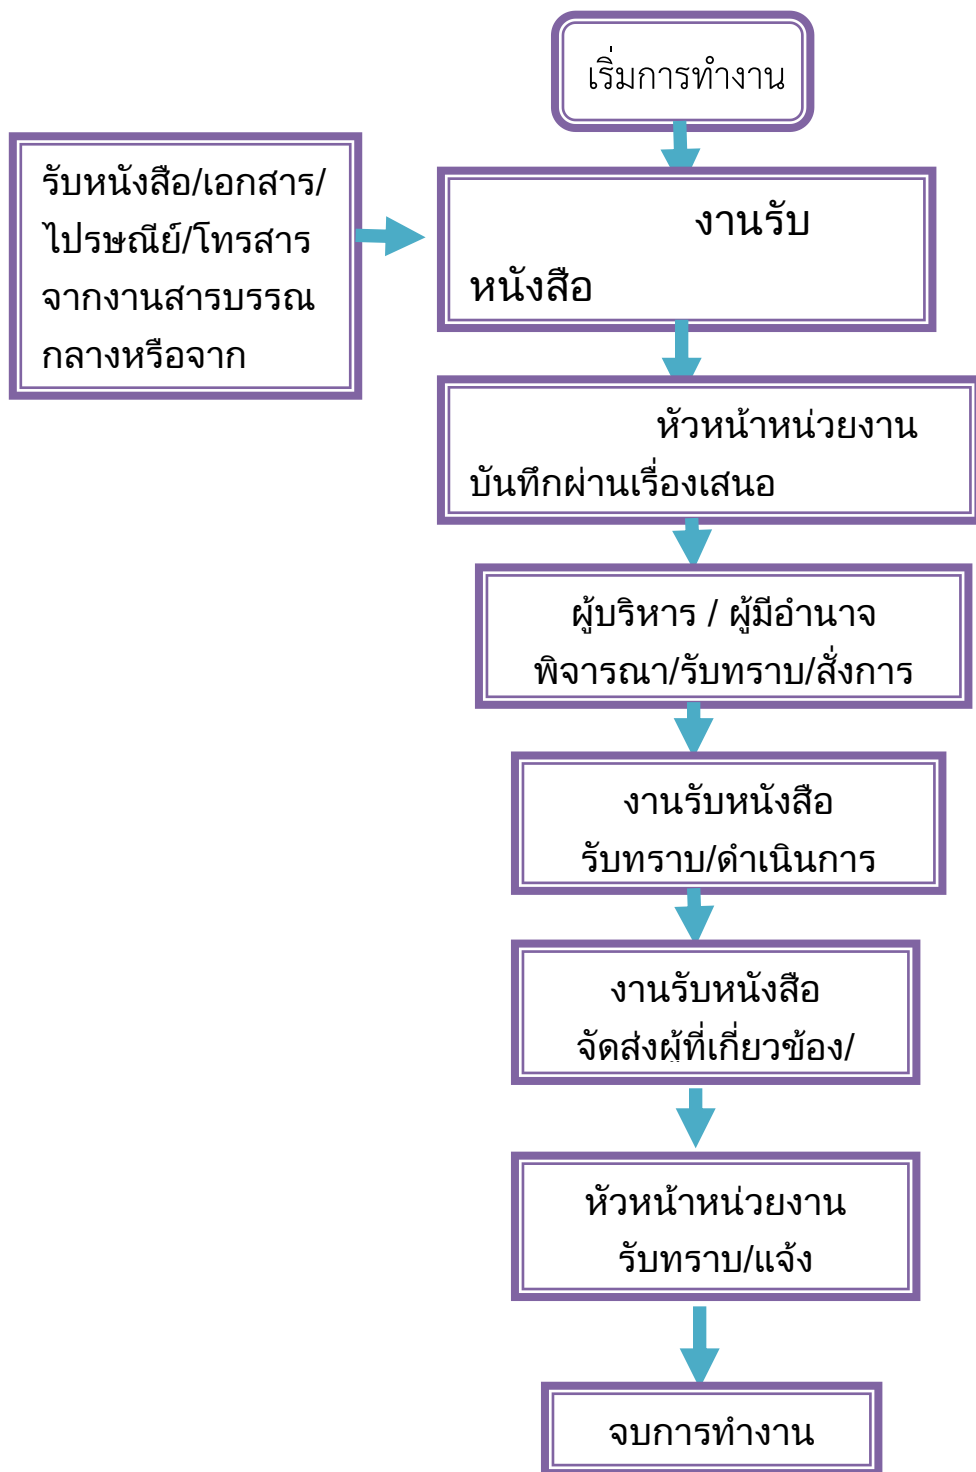 เริ่มการทำงาน
รับหนังสือ/เอกสาร/
ไปรษณีย์/โทรสาร
จากงานสารบรรณ
กลางหรือจาก
งานรับ
หนังสือ
หัวหน้าหน่วยงาน
บันทึกผ่านเรื่องเสนอ
ผู้บริหาร / ผู้มีอำนาจ
พิจารณา/รับทราบ/สั่งการ
งานรับหนังสือ
รับทราบ/ดำเนินการ
งานรับหนังสือ
จัดส่งผู้ที่เกี่ยวข้อง/
หัวหน้าหน่วยงาน
รับทราบ/แจ้ง
จบการทำงาน